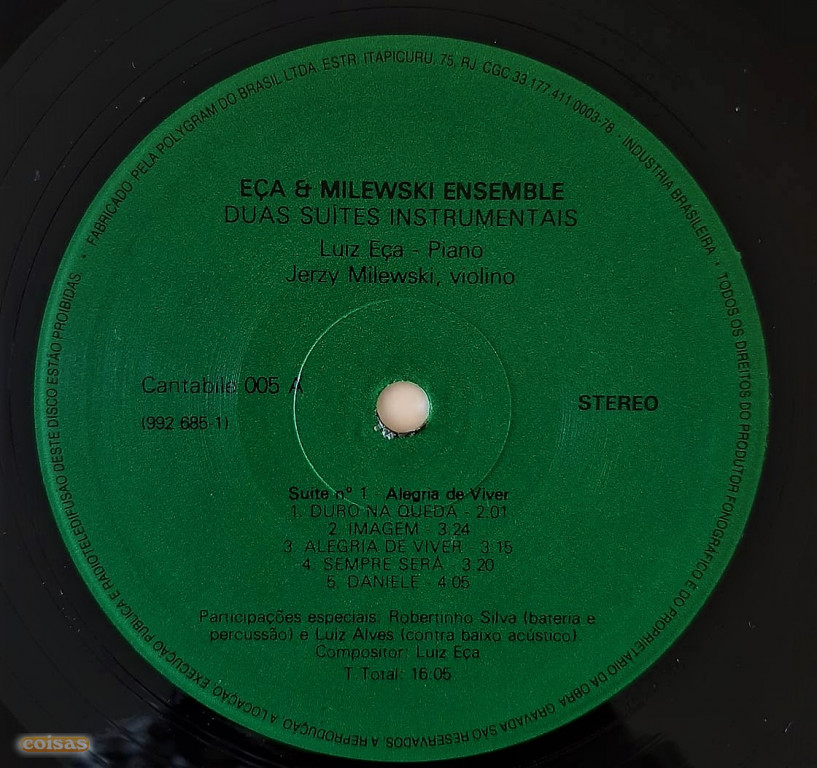 • FABRICADO PELA POLYGRAM DO BRASIL LTDA. ESTR. ITAPICURU, 75, RJ CGC 33.177.411.0003-78 - INDUSTRIA BRASILEIRA • TODOS OS DIREITOS DO PRODUTOR FONOGRÁFICO E DO PROPRIETÁRIO DA OBRA GRAVADA SÃO RESERVADOS. A REPRODUÇÃO, A LOCAÇÃO, EXECUÇÃO PÚBLICA E RADIOTELEDIFUSÃO DESTE DISCO ESTÃO PROIBIDAS
EÇA & MILEWSKI ENSEMBLE
DUAS SUÍTES INSTRUMENTAIS
Luiz Eça - Piano
Jerzy Milewski, violino
Cantabile 005 A
(992 685-1)
STEREO
Suíte nº 1 - Alegria de Viver
1. DURO NA QUEDA - 2:01
2. IMAGEM - 3:24
3. ALEGRIA DE VIVER - 3:15
4. SEMPRE SERÁ - 3:20
5. DANIELE - 4:05
Participações especiais: Robertinho Silva (bateria e
percussão) e Luiz Alves (contra baixo acústico).
Compositor: Luiz Eça
T. Total: 16:05
coisas